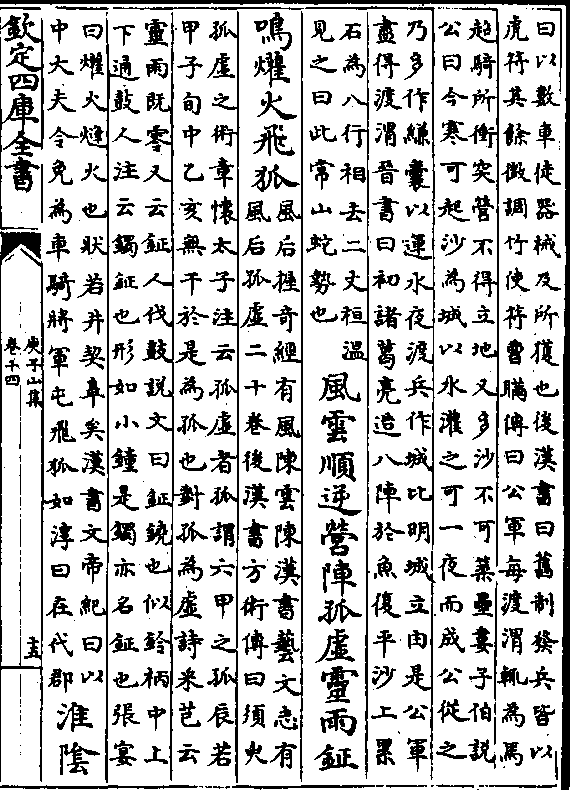 曰以數車徒器械及所獲也後漢書曰舊制發兵皆以
虎符其餘徵調竹使符曹瞞傳曰公軍每渡渭輒為馬
超騎所衝突營不得立地又多沙不可築壘婁子伯説
公曰今寒可起沙為城以水灌之可一夜而成公從之
乃多作縑囊以運水夜渡兵作城比明城立由是公軍
盡得渡渭晉書曰初諸葛亮造八陣於魚復平沙上壘
石為八行相去二丈桓溫
見之曰此常山蛇勢也
風雲順逆營陣孤虛靈雨鉦
鳴爟火飛狐
風后握奇經有風陳雲陳漢書藝文志有
風后孤虛二十卷後漢書方術傳曰須火
孤虛之術章懷太子注云孤虛者孤謂六甲之孤辰若
甲子旬中乙亥無干於是為孤也對孤為虛詩采芑云
靈雨既零又云鉦人伐鼓説文曰鉦鐃也似鈴柄中上
下通鼓人注云鐲鉦也形如小鐘是鐲亦名鉦也張宴
曰爟火㷭火也狀若井挈臯矣漢書文帝紀曰以
中大夫令免為車騎將軍屯飛狐如淳曰在代郡
淮陰
欽定四庫全書
庾子山集
卷十四
十五